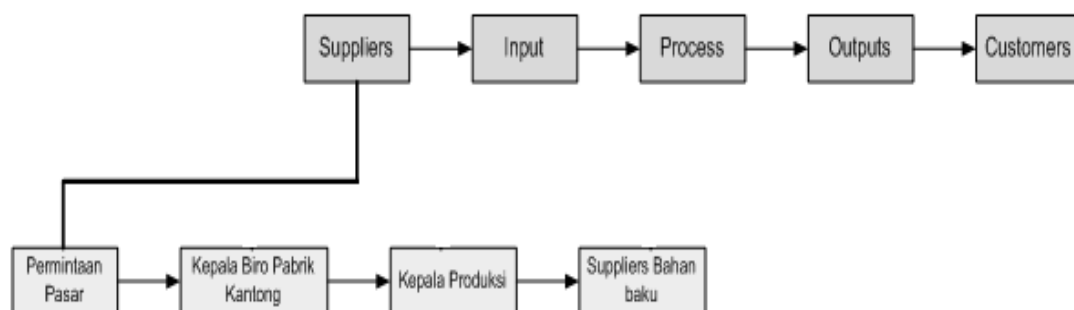 Suppliers
Input
Process
Outputs
Customers
Permintaan
Pasar
Kepala Biro Pabrik
Kantong
Kepala Produksi
Suppliers Bahan
baku